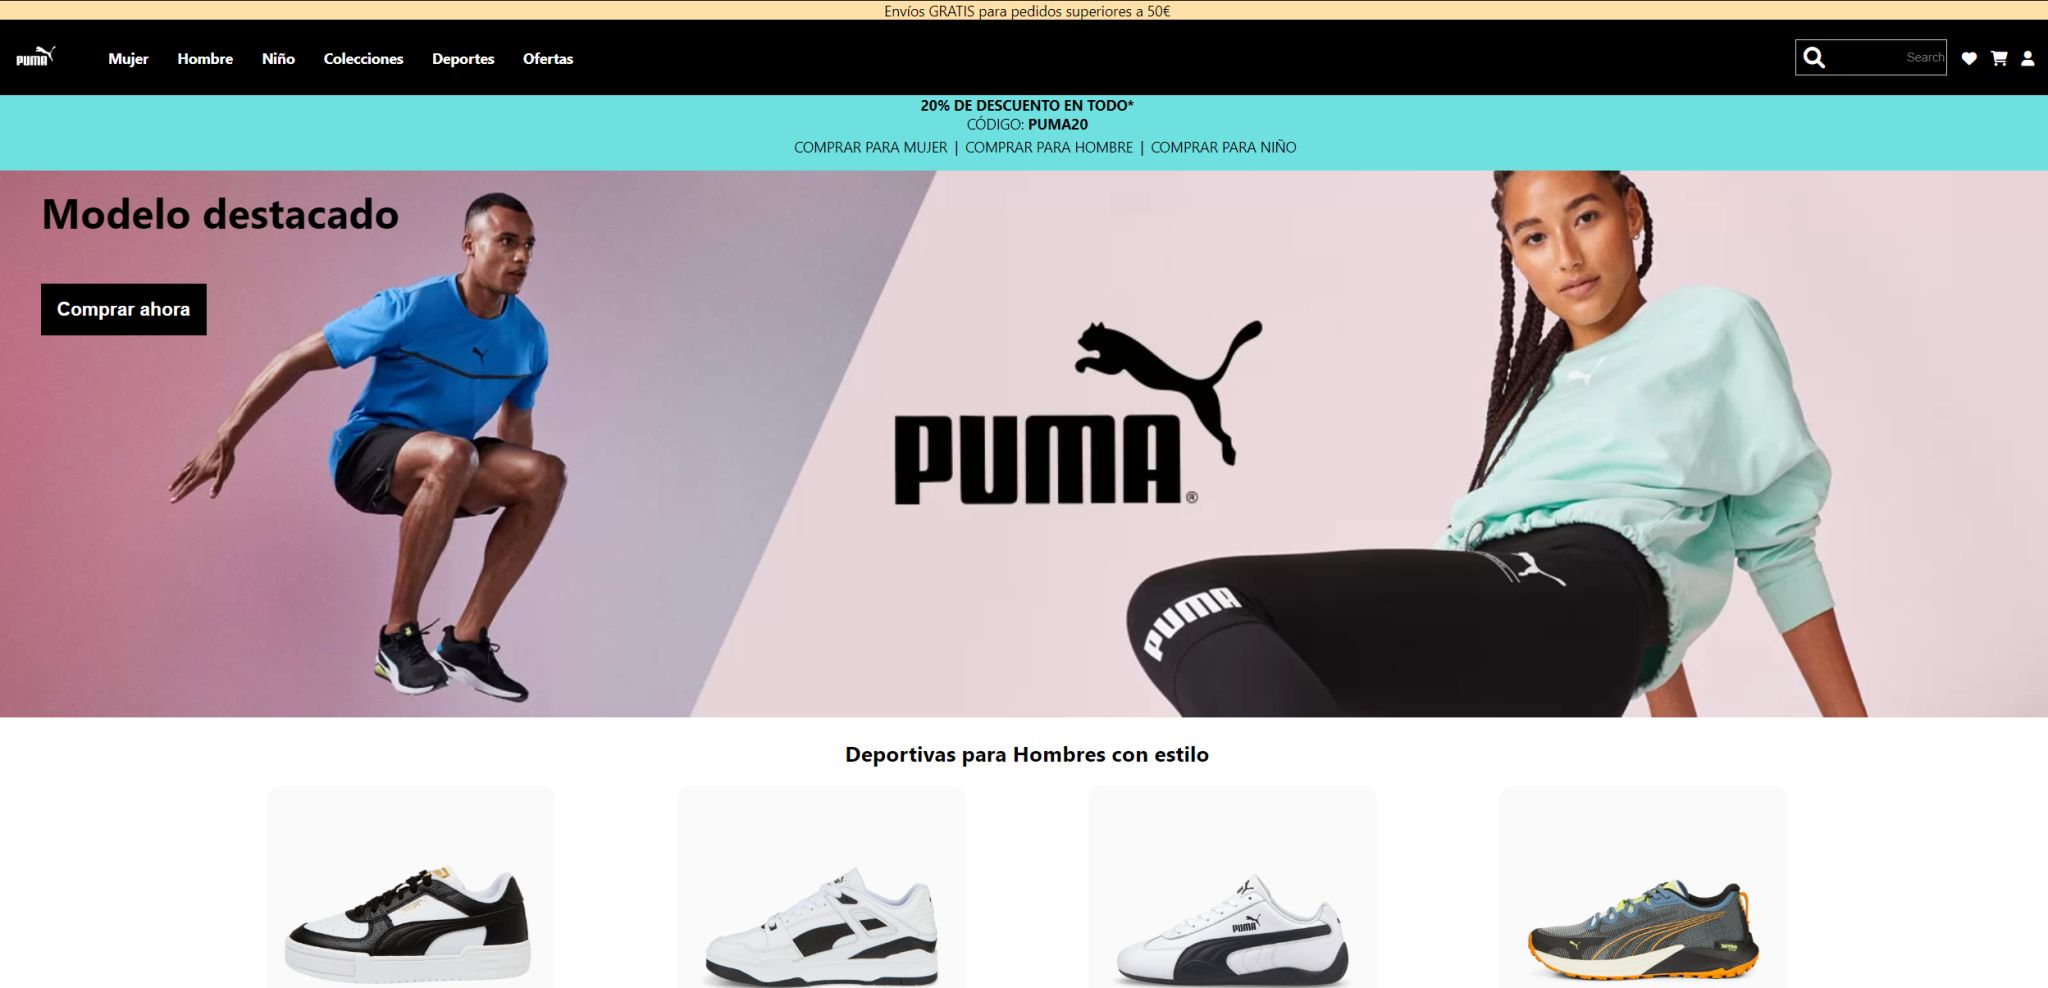 Envíos GRATIS para pedidos superiores a 50€
PUMA
Mujer Hombre Niño Colecciones Deportes Ofertas
Search
20% DE DESCUENTO EN TODO*
CÓDIGO: PUMA20
COMPRAR PARA MUJER | COMPRAR PARA HOMBRE | COMPRAR PARA NIÑO
Modelo destacado
Comprar ahora
PUMA®
PUMA
Deportivas para Hombres con estilo
PUMA